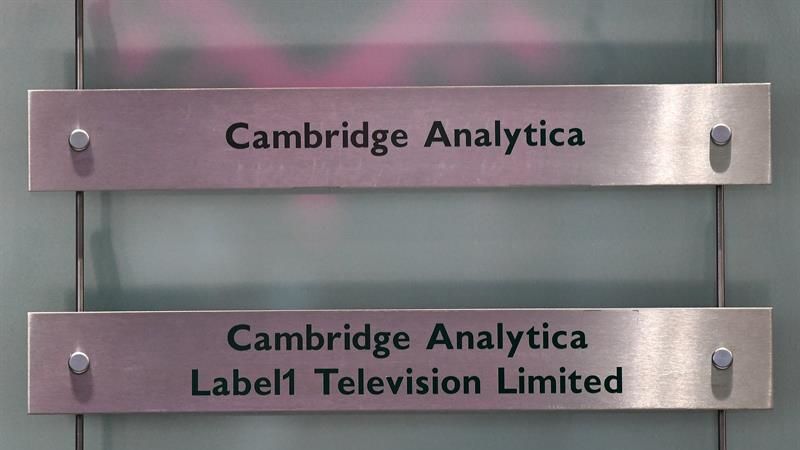 Cambridge Analytica
Cambridge Analytica
Label1 Television Limited